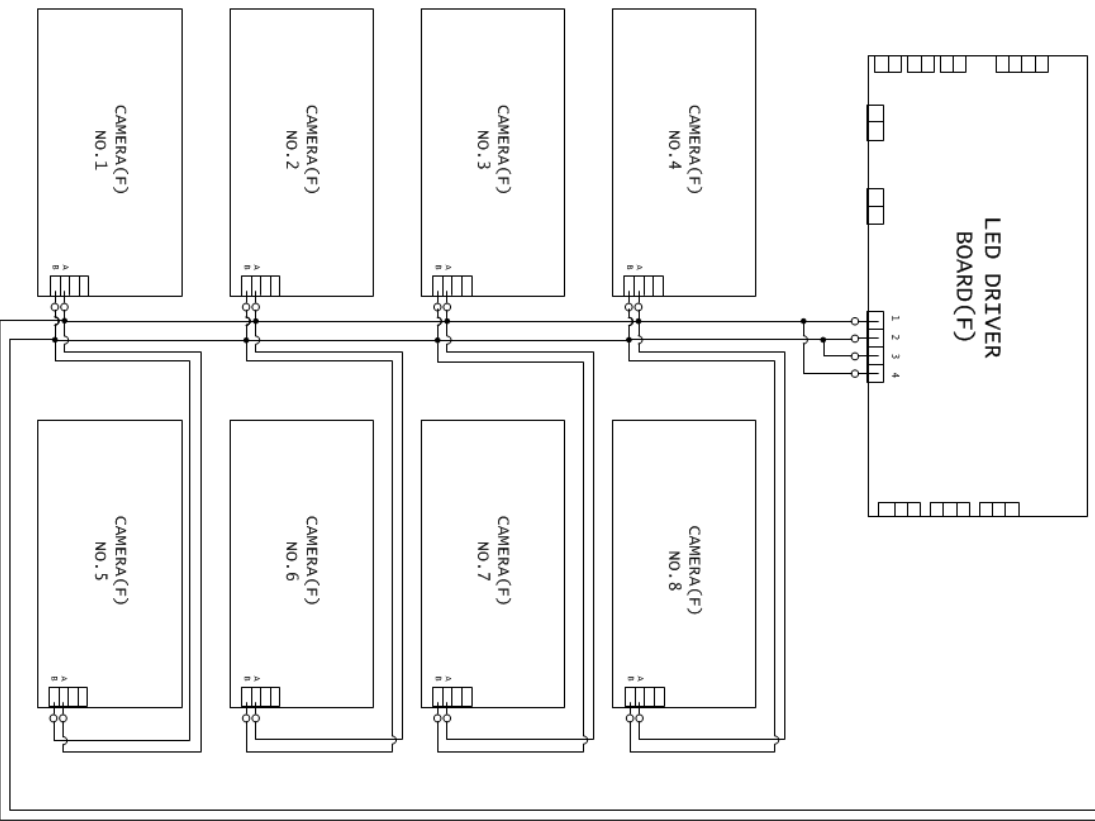 CAMERA(F)
NO.1
CAMERA(F)
NO.2
CAMERA(F)
NO.3
CAMERA(F)
NO.4
LED DRIVER
BOARD(F)
B A
B A
B A
B A
1
2
3
4
CAMERA(F)
NO.5
CAMERA(F)
NO.6
CAMERA(F)
NO.7
CAMERA(F)
NO.8
B A
B A
B A
B A